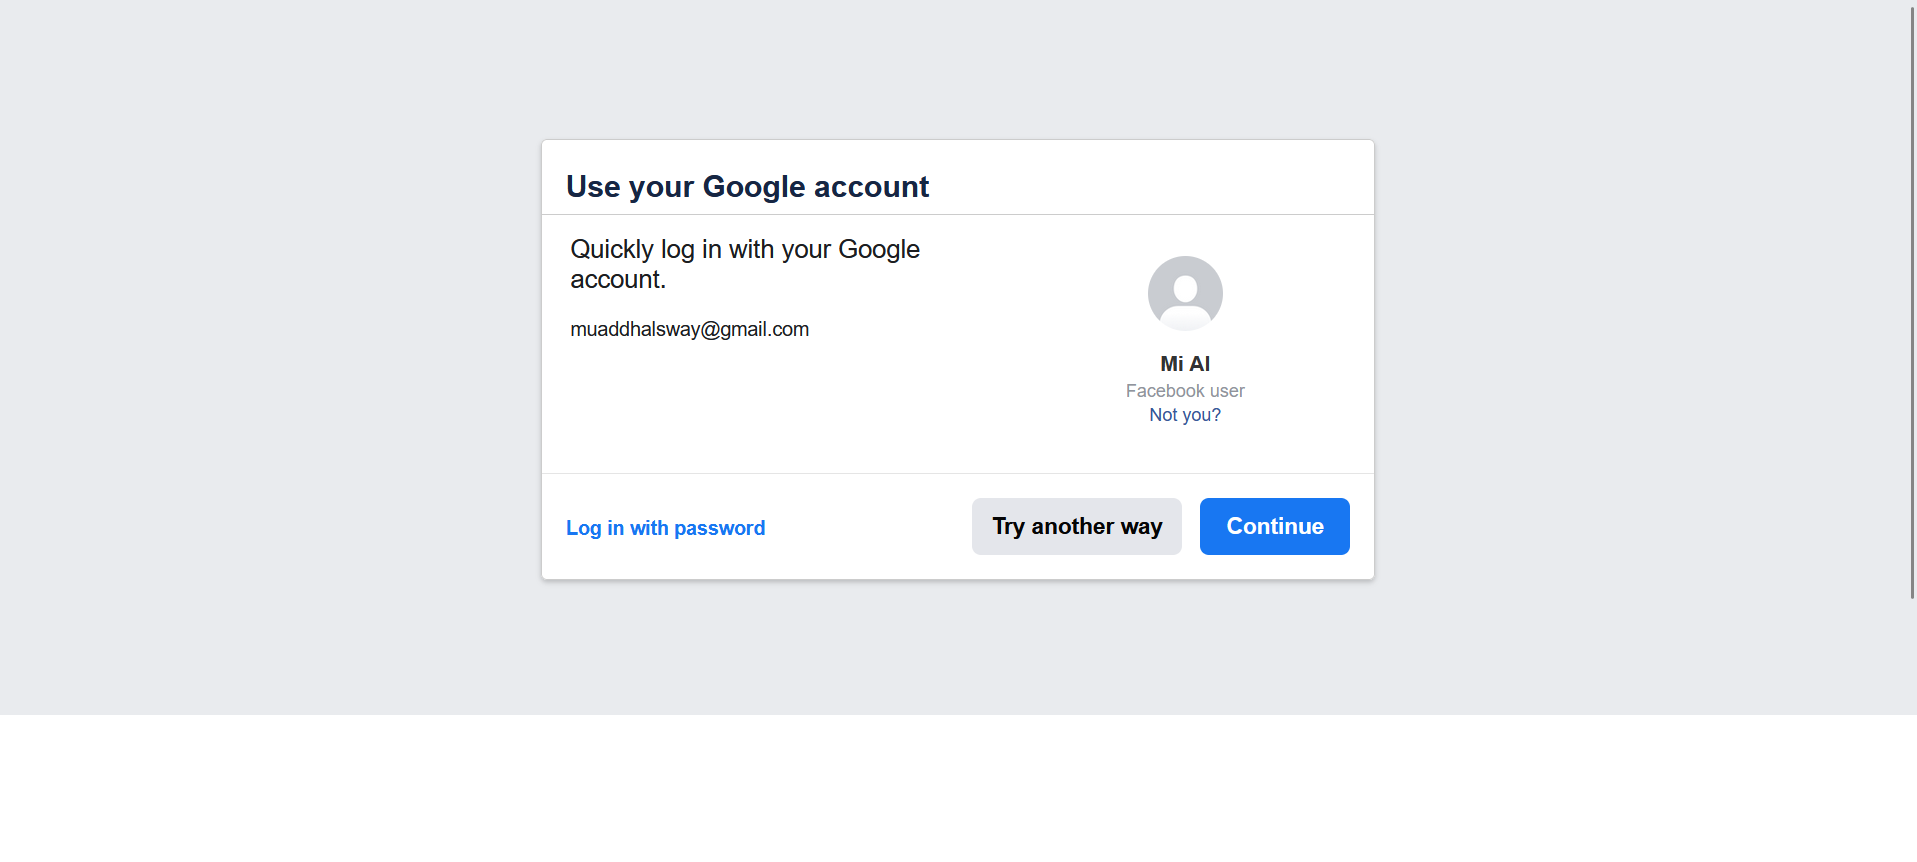 Use your Google account
Quickly log in with your Google
account.
muaddhalsway@gmail.com
Mi Al
Facebook user
Not you?
Log in with password
Try another way
Continue